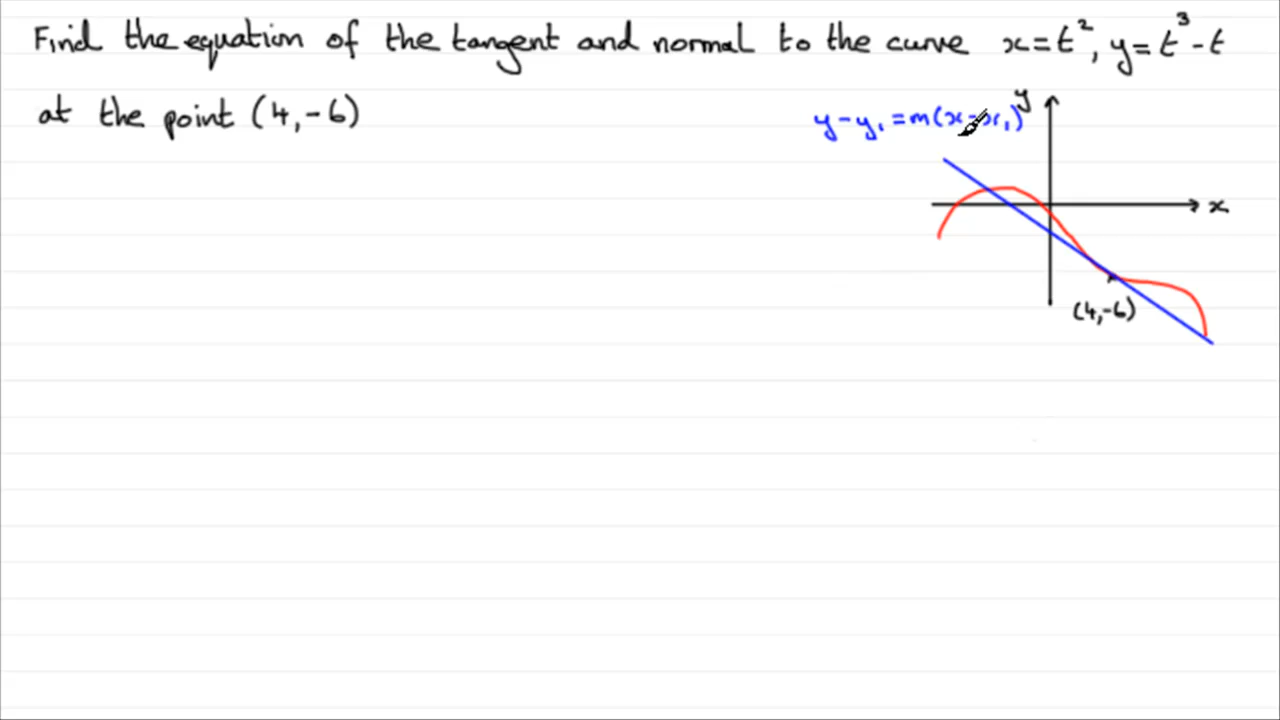 Find the equation of the tangent and normal to the curve x = t², y = t³ - t
at the point (4, -6)
y - y₁ = m(x - x₁)
y
x
(4, -6)